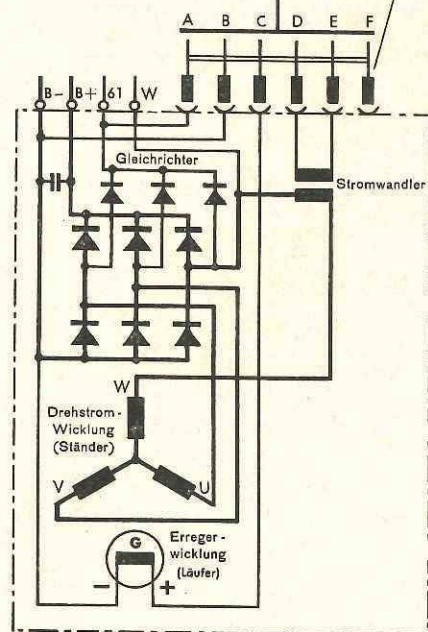 A B C D E F
B- B+ 61 W
Gleichrichter
Stromwandler
W
Drehstrom-
Wicklung
(Ständer)
V
U
G
Erreger-
wicklung
(Läufer)
- +